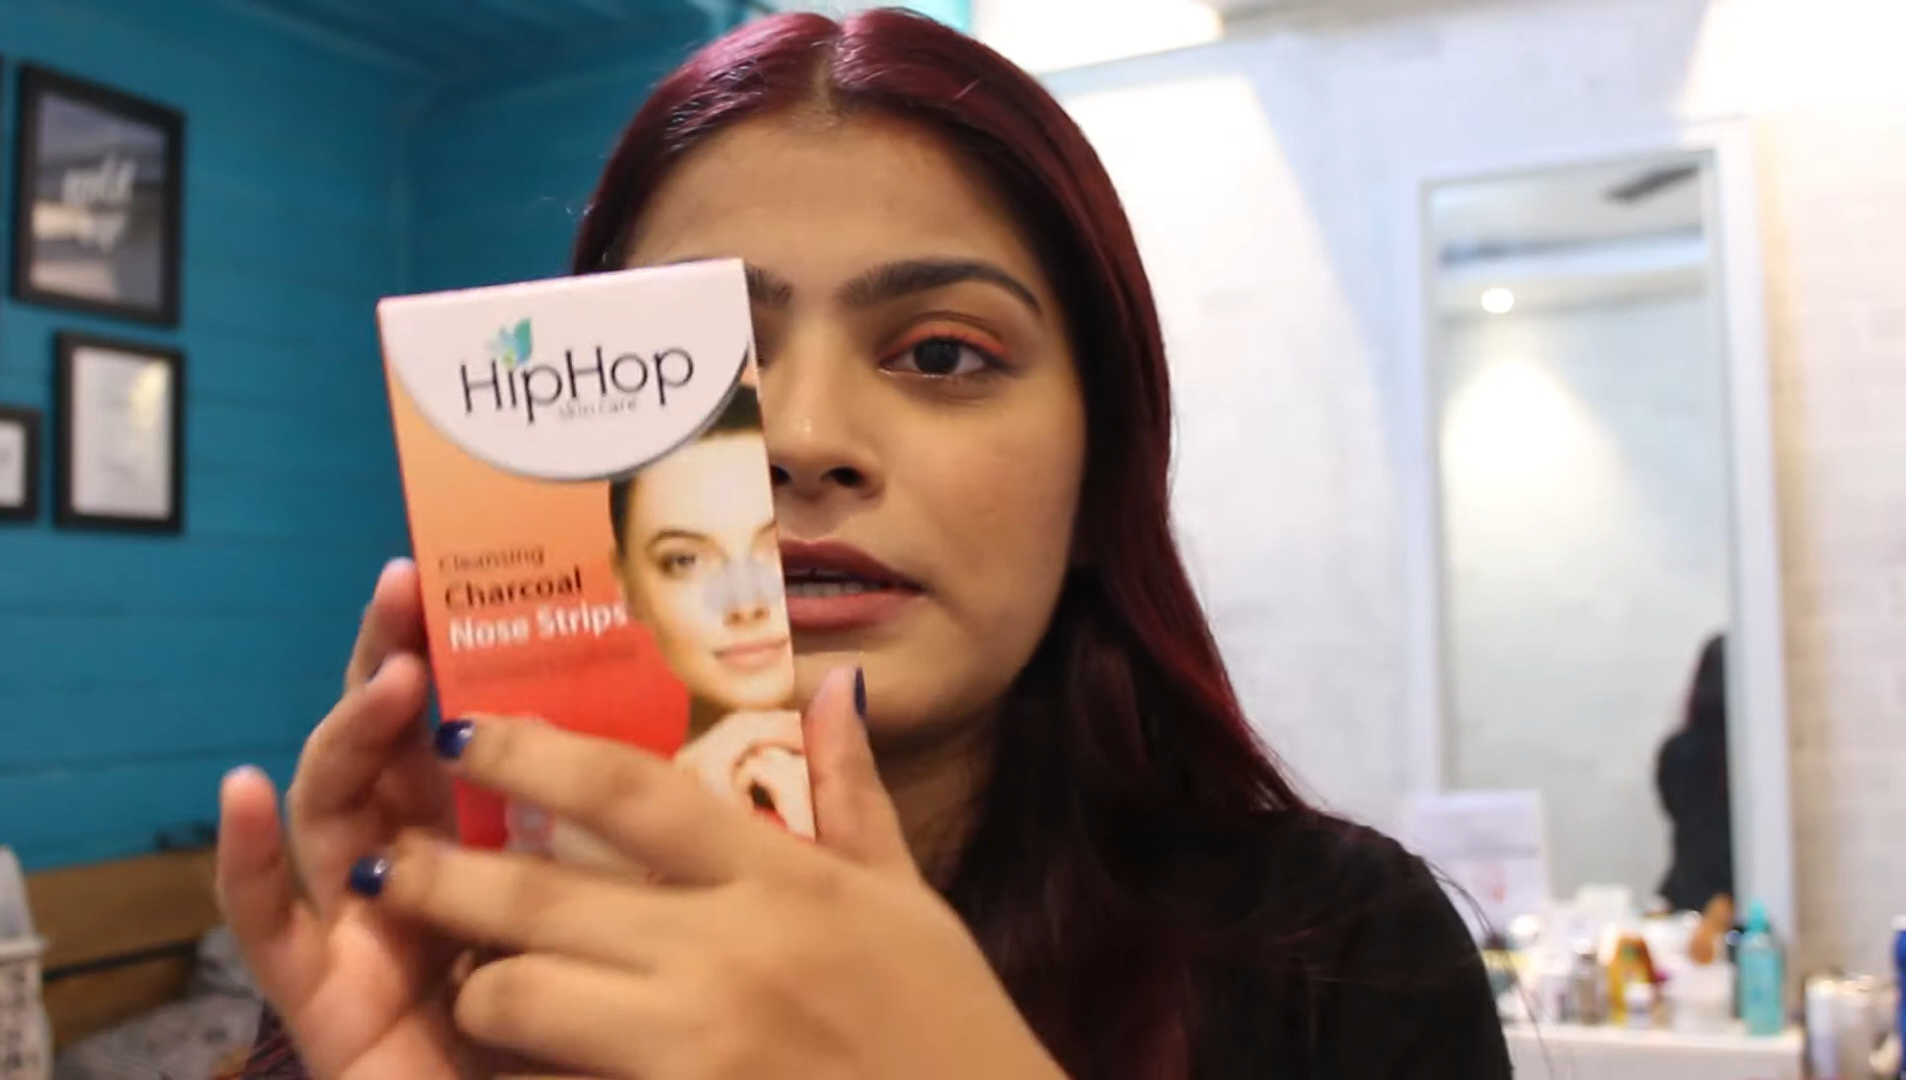 HipHop
skin care
Cleansing
Charcoal
Nose Strips